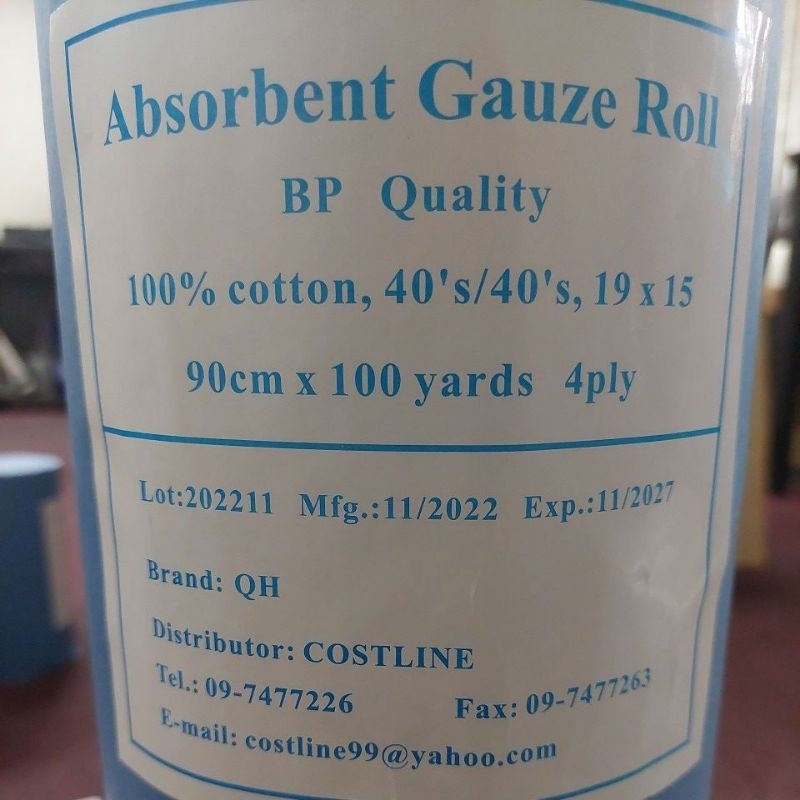 Absorbent Gauze Roll
BP Quality
100% cotton, 40's/40's, 19 x 15
90cm x 100 yards 4ply
Lot:202211 Mfg.:11/2022 Exp.:11/2027
Brand: QH
Distributor: COSTLINE
Tel.: 09-7477226 Fax: 09-7477263
E-mail: costline99@yahoo.com